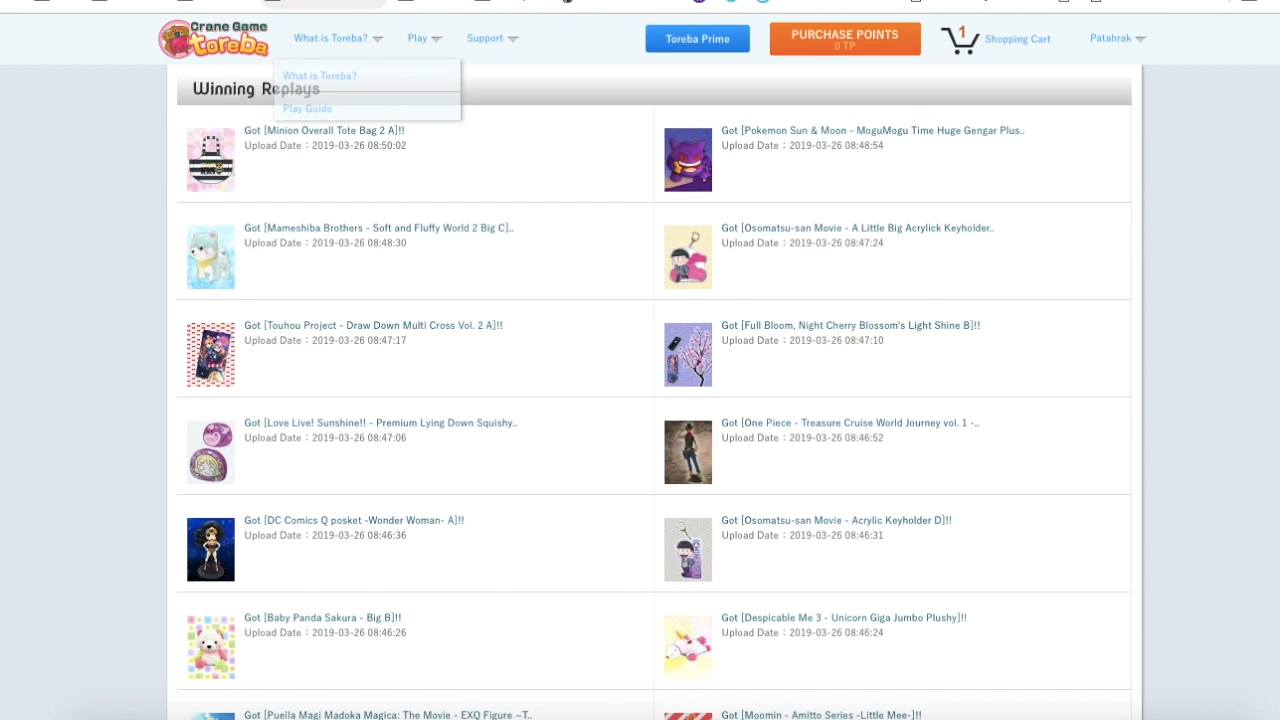 Crane Game
toreba
What is Toreba?
Play
Support
Toreba Prime
PURCHASE POINTS
0 TP
1
Shopping Cart
Patahrak
What is Toreba?
Play Guide
Winning Replays
Got [Minion Overall Tote Bag 2 A]!!
Upload Date : 2019-03-26 08:50:02
Got [Pokemon Sun & Moon - MoguMogu Time Huge Gengar Plus..
Upload Date : 2019-03-26 08:48:54
Got [Mameshiba Brothers - Soft and Fluffy World 2 Big C]..
Upload Date : 2019-03-26 08:48:30
Got [Osomatsu-san Movie - A Little Big Acrylick Keyholder..
Upload Date : 2019-03-26 08:47:24
Got [Touhou Project - Draw Down Multi Cross Vol. 2 A]!!
Upload Date : 2019-03-26 08:47:17
Got [Full Bloom, Night Cherry Blossom's Light Shine B]!!
Upload Date : 2019-03-26 08:47:10
Got [Love Live! Sunshine!! - Premium Lying Down Squishy..
Upload Date : 2019-03-26 08:47:06
Got [One Piece - Treasure Cruise World Journey vol. 1 -..
Upload Date : 2019-03-26 08:46:52
Got [DC Comics Q posket -Wonder Woman- A]!!
Upload Date : 2019-03-26 08:46:36
Got [Osomatsu-san Movie - Acrylic Keyholder D]!!
Upload Date : 2019-03-26 08:46:31
Got [Baby Panda Sakura - Big B]!!
Upload Date : 2019-03-26 08:46:26
Got [Despicable Me 3 - Unicorn Giga Jumbo Plushy]!!
Upload Date : 2019-03-26 08:46:24
Got [Puella Magi Madoka Magica: The Movie - EXQ Figure ~T..
Got [Moomin - Amitto Series -Little Mee-]!!